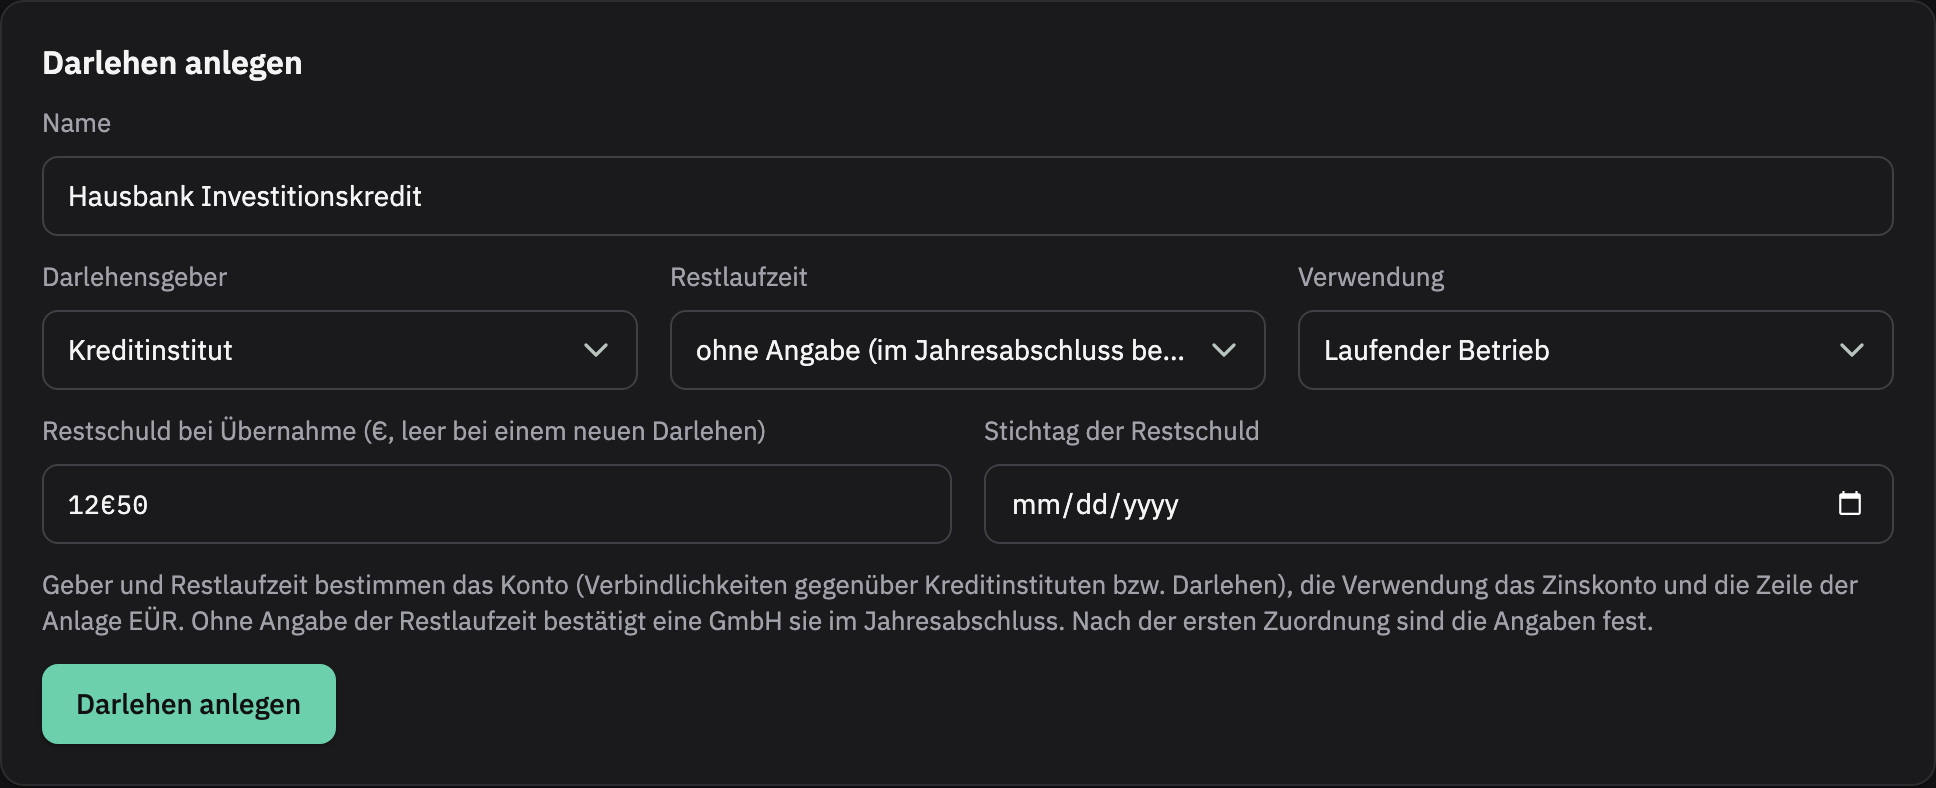 Darlehen anlegen
Name
Hausbank Investitionskredit
Darlehensgeber
Restlaufzeit
Verwendung
Kreditinstitut
ohne Angabe (im Jahresabschluss be...
Laufender Betrieb
Restschuld bei Übernahme (€, leer bei einem neuen Darlehen)
Stichtag der Restschuld
12€50
mm/dd/yyyy
Geber und Restlaufzeit bestimmen das Konto (Verbindlichkeiten gegenüber Kreditinstituten bzw. Darlehen), die Verwendung das Zinskonto und die Zeile der
Anlage EÜR. Ohne Angabe der Restlaufzeit bestätigt eine GmbH sie im Jahresabschluss. Nach der ersten Zuordnung sind die Angaben fest.
Darlehen anlegen